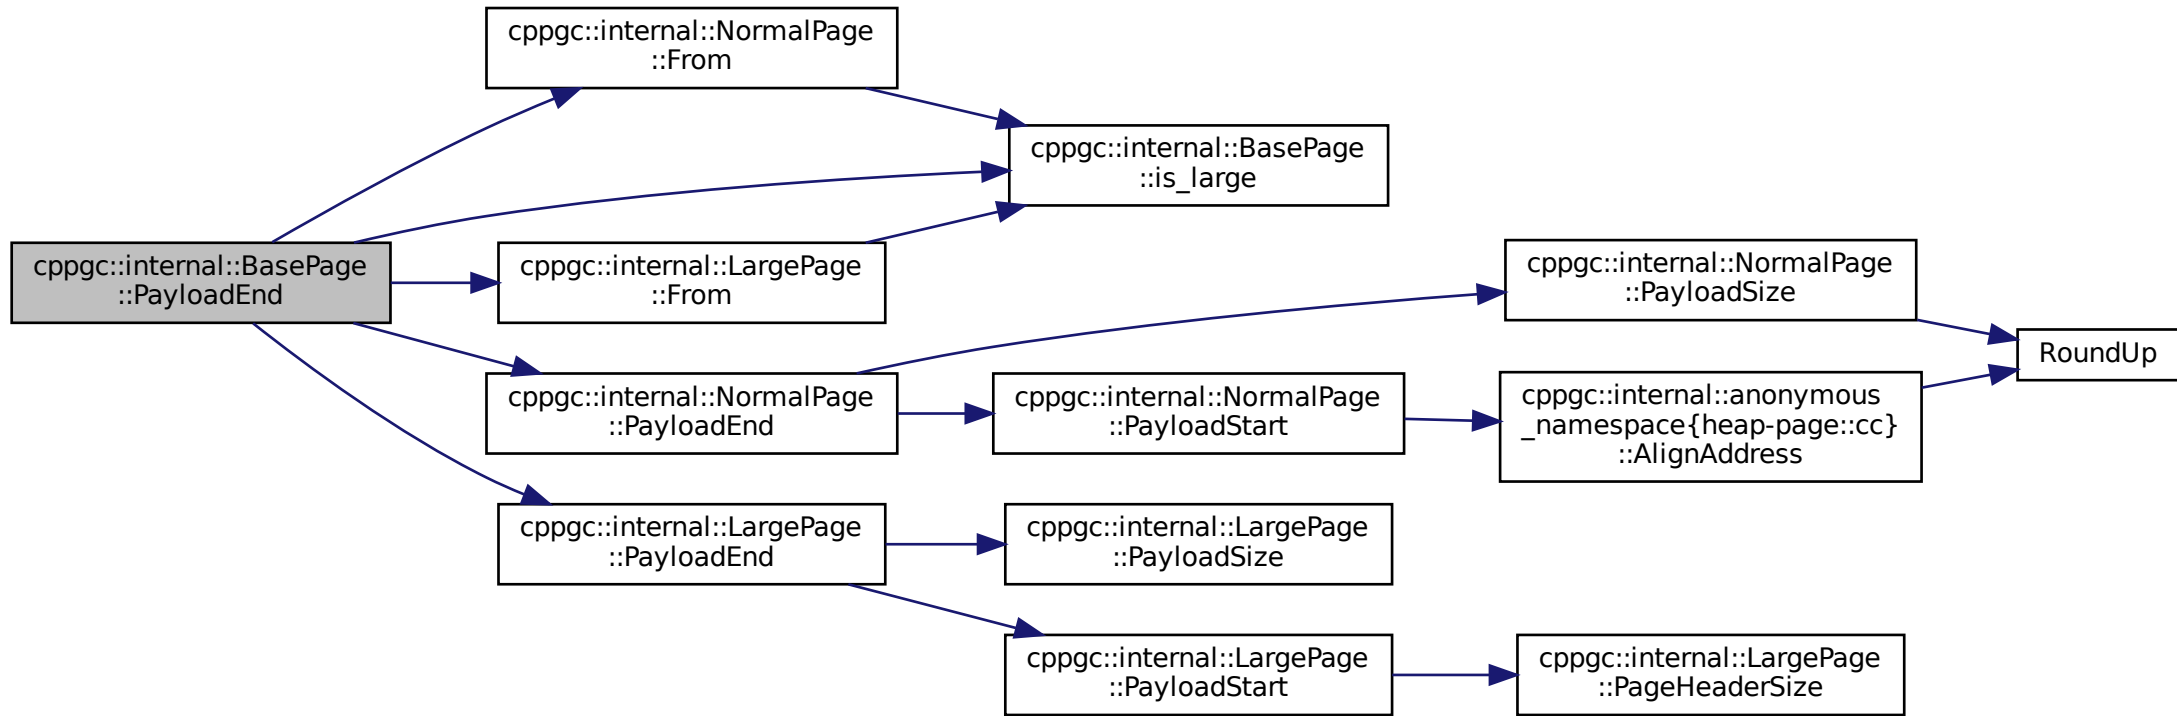 cppgc::internal::BasePage
::PayloadEnd
cppgc::internal::NormalPage
::From
cppgc::internal::BasePage
::is_large
cppgc::internal::LargePage
::From
cppgc::internal::NormalPage
::PayloadEnd
cppgc::internal::NormalPage
::PayloadSize
cppgc::internal::NormalPage
::PayloadStart
cppgc::internal::anonymous
_namespace{heap-page::cc}
::AlignAddress
RoundUp
cppgc::internal::LargePage
::PayloadEnd
cppgc::internal::LargePage
::PayloadSize
cppgc::internal::LargePage
::PayloadStart
cppgc::internal::LargePage
::PageHeaderSize